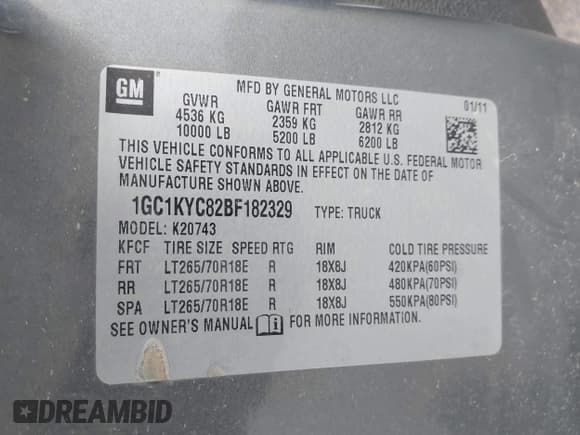 GM
MFD BY GENERAL MOTORS LLC
01/11
GVWR GAWR FRT GAWR RR
4536 KG 2359 KG 2812 KG
10000 LB 5200 LB 6200 LB
THIS VEHICLE CONFORMS TO ALL APPLICABLE U.S. FEDERAL MOTOR
VEHICLE SAFETY STANDARDS IN EFFECT ON THE DATE OF
MANUFACTURE SHOWN ABOVE.
1GC1KYC82BF182329 TYPE: TRUCK
MODEL: K20743
KFCF TIRE SIZE SPEED RTG RIM COLD TIRE PRESSURE
FRT LT265/70R18E R 18X8J 420KPA(60PSI)
RR LT265/70R18E R 18X8J 480KPA(70PSI)
SPA LT265/70R18E R 18X8J 550KPA(80PSI)
SEE OWNER'S MANUAL FOR MORE INFORMATION.
DREAMBID